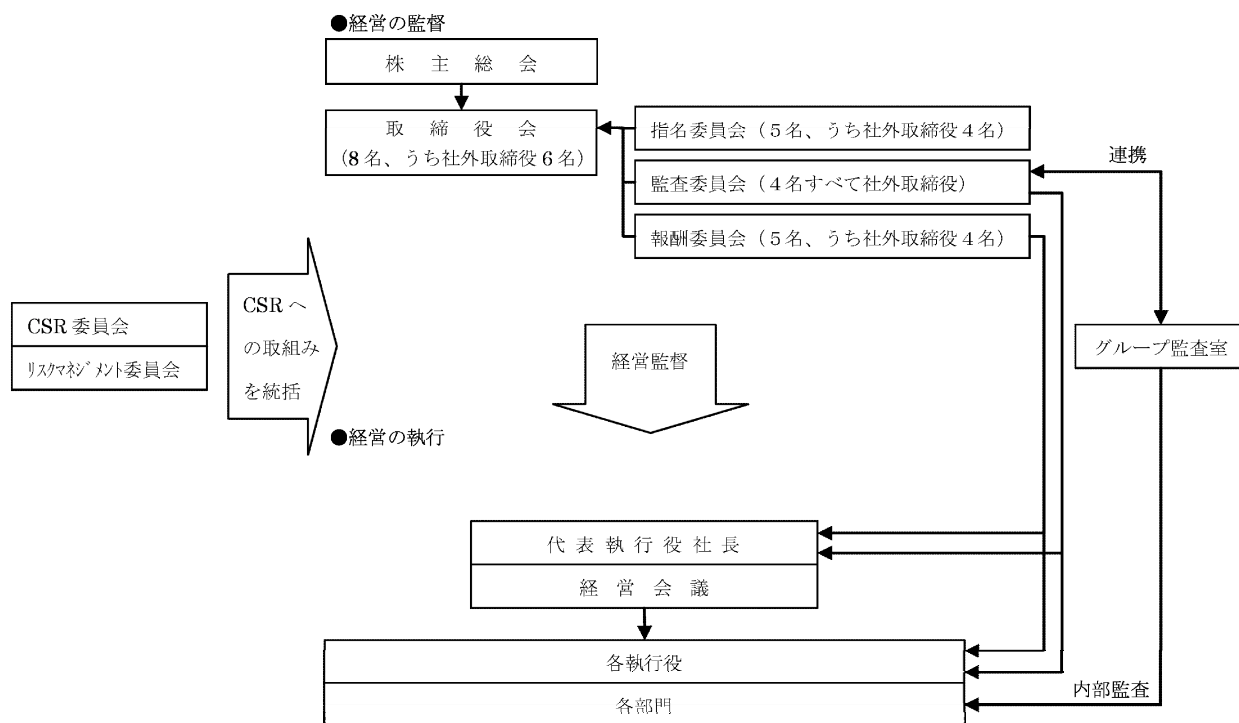 ●経営の監督
株主総会
取締役会
(8名、うち社外取締役6名)
指名委員会（5名、うち社外取締役4名）
監査委員会（4名すべて社外取締役）
報酬委員会（5名、うち社外取締役4名）
連携
CSR委員会
ﾘｽｸﾏﾈｼﾞﾒﾝﾄ委員会
CSRへ
の取組み
を統括
経営監督
グループ監査室
●経営の執行
代表執行役社長
経営会議
各執行役
各部門
内部監査